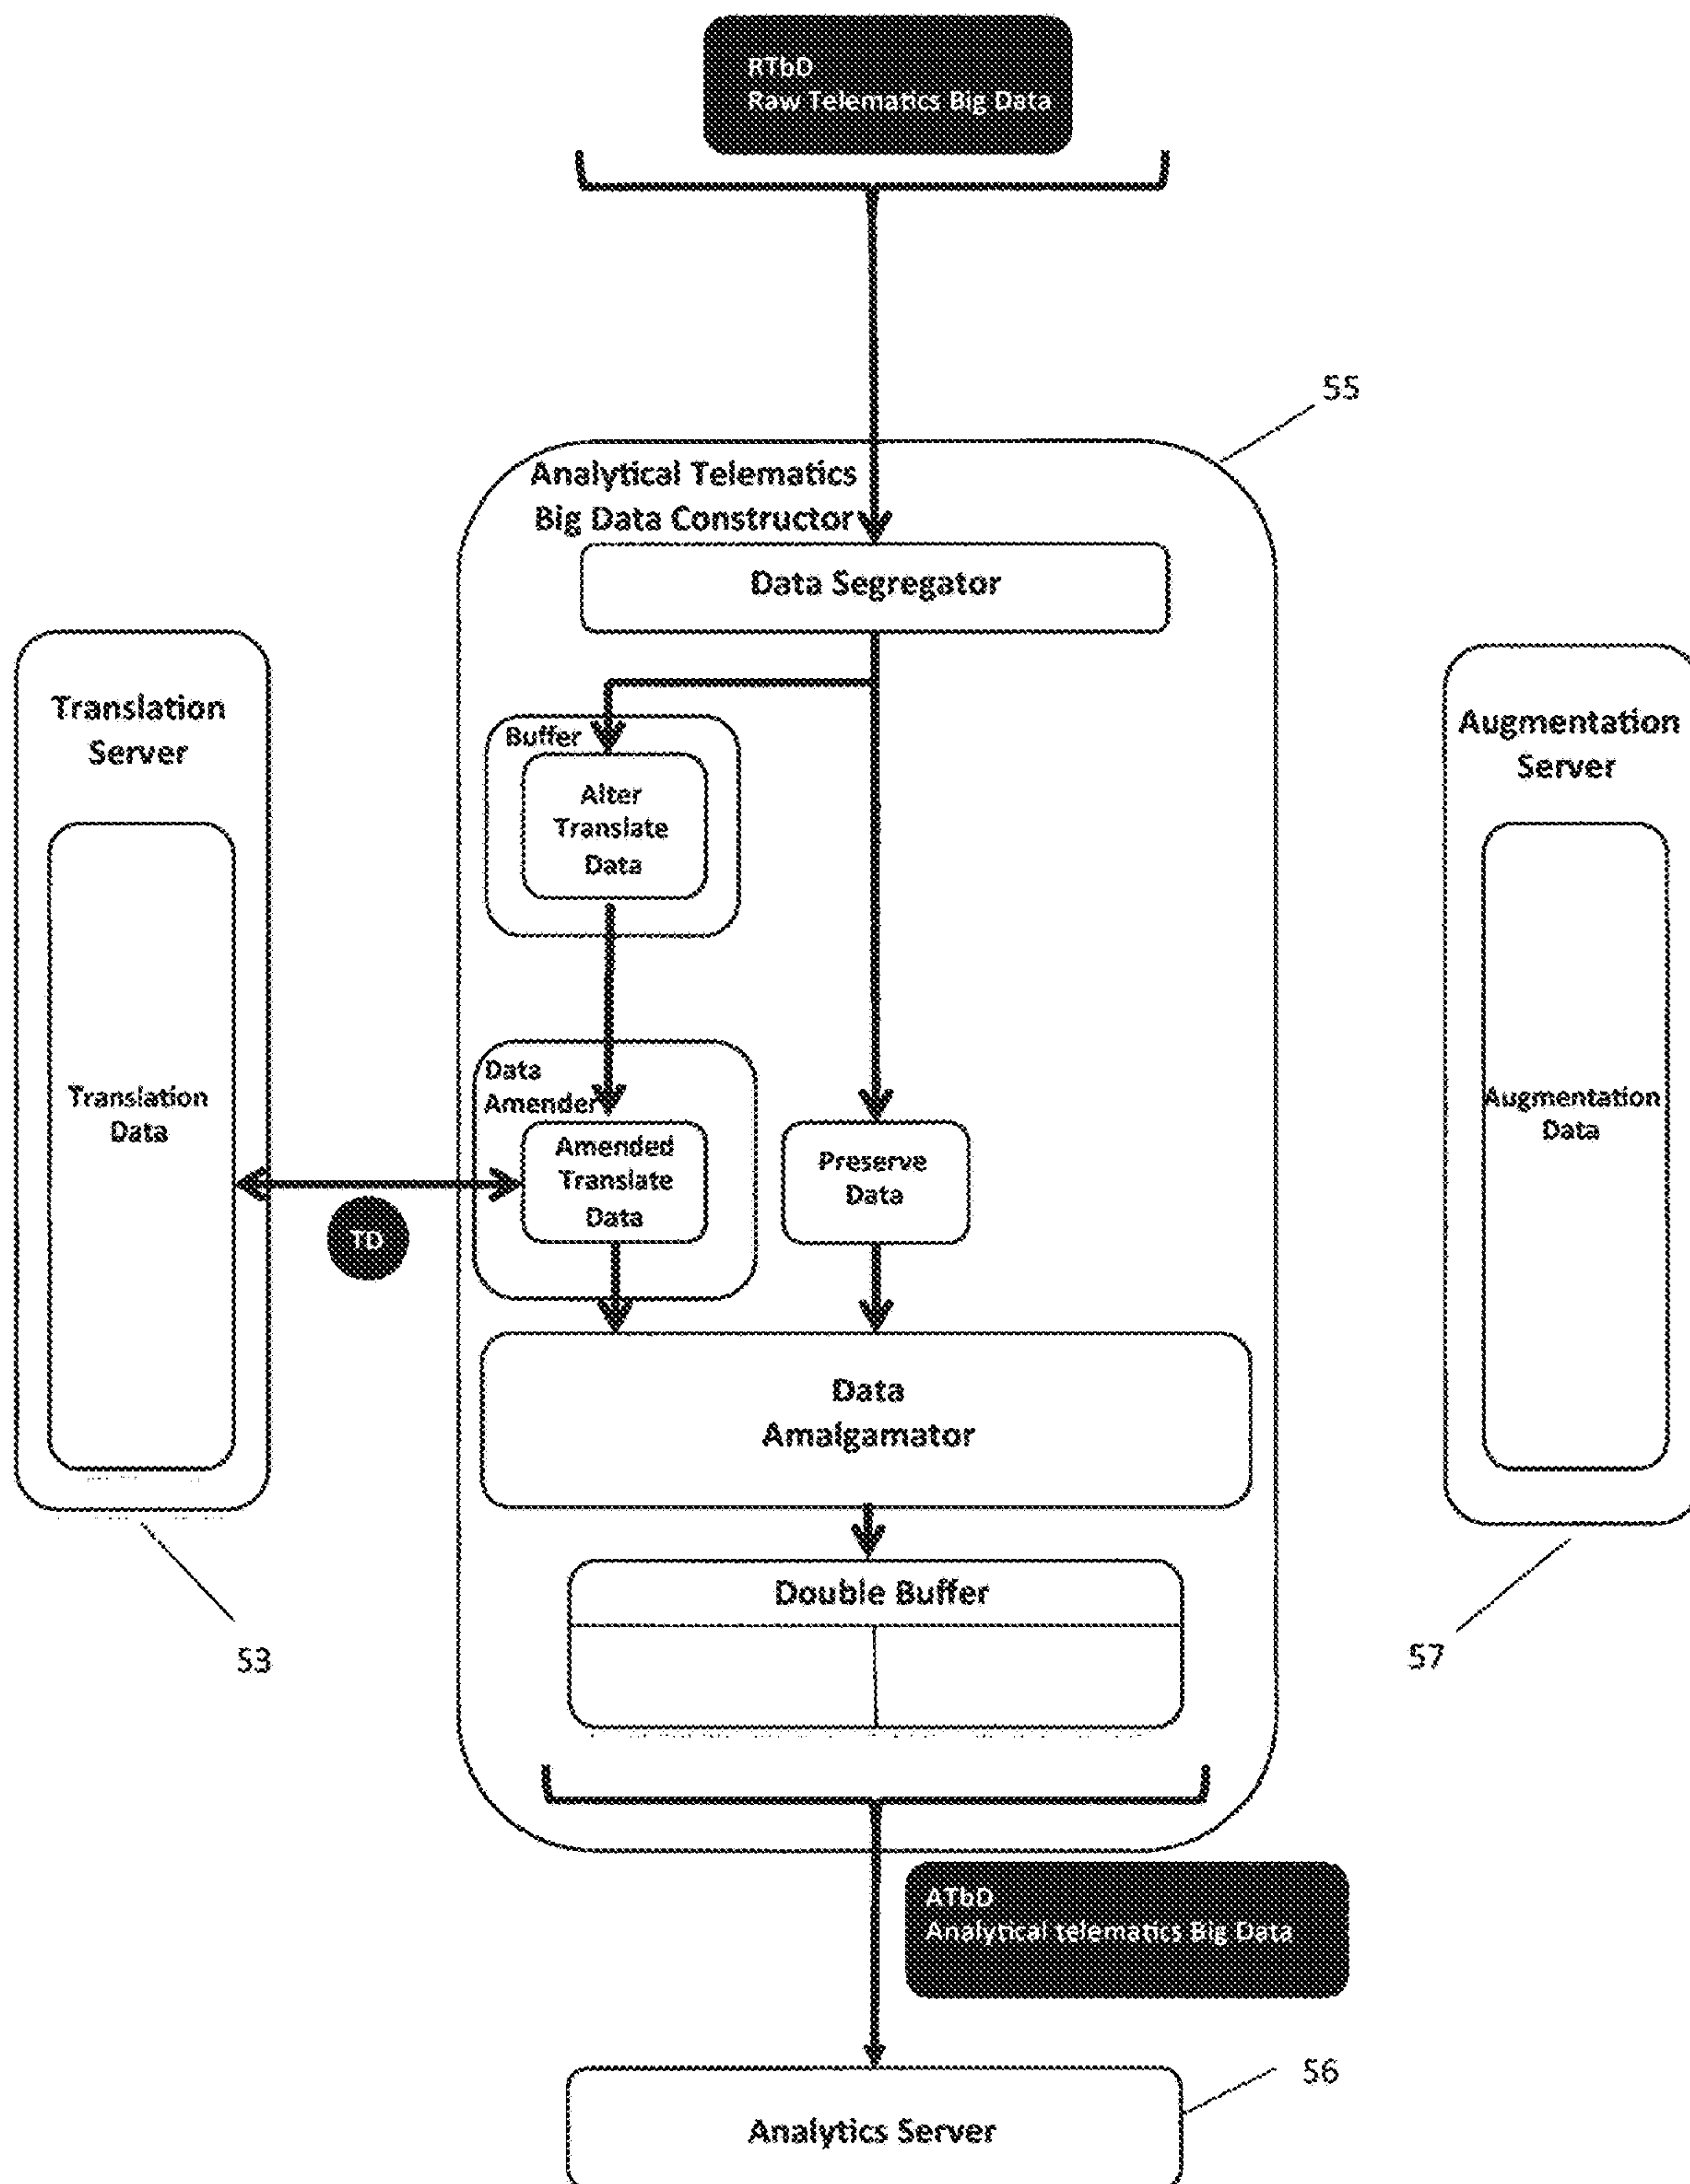 RTbD
Raw Telematics Big Data
55
Analytical Telematics
Big Data Constructor
Data Segregator
Translation
Server
Augmentation
Server
Buffer
Alter
Translate
Data
Translation
Data
Data
Amender
Amended
Translate
Data
Preserve
Data
Augmentation
Data
TD
Data
Amalgamator
Double Buffer
53
57
ATbD
Analytical telematics Big Data
56
Analytics Server